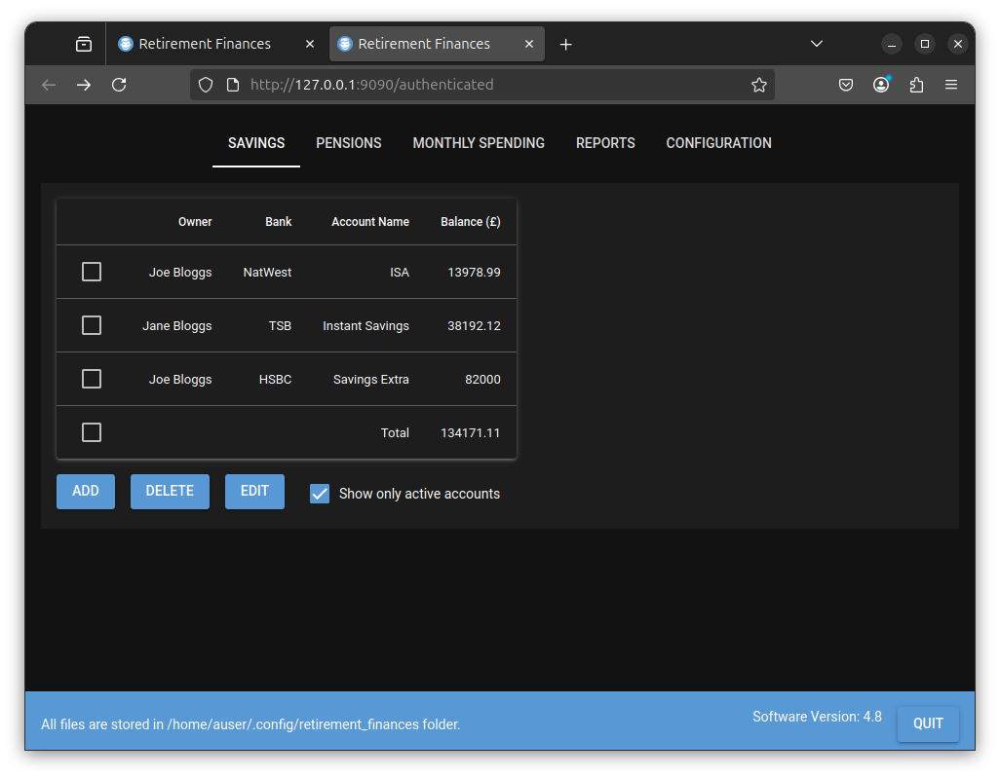 Retirement Finances Retirement Finances
http://127.0.0.1:9090/authenticated
SAVINGS PENSIONS MONTHLY SPENDING REPORTS CONFIGURATION
Owner Bank Account Name Balance (£)
Joe Bloggs NatWest ISA 13978.99
Jane Bloggs TSB Instant Savings 38192.12
Joe Bloggs HSBC Savings Extra 82000
Total 134171.11
ADD DELETE EDIT Show only active accounts
All files are stored in /home/auser/.config/retirement_finances folder. Software Version: 4.8 QUIT